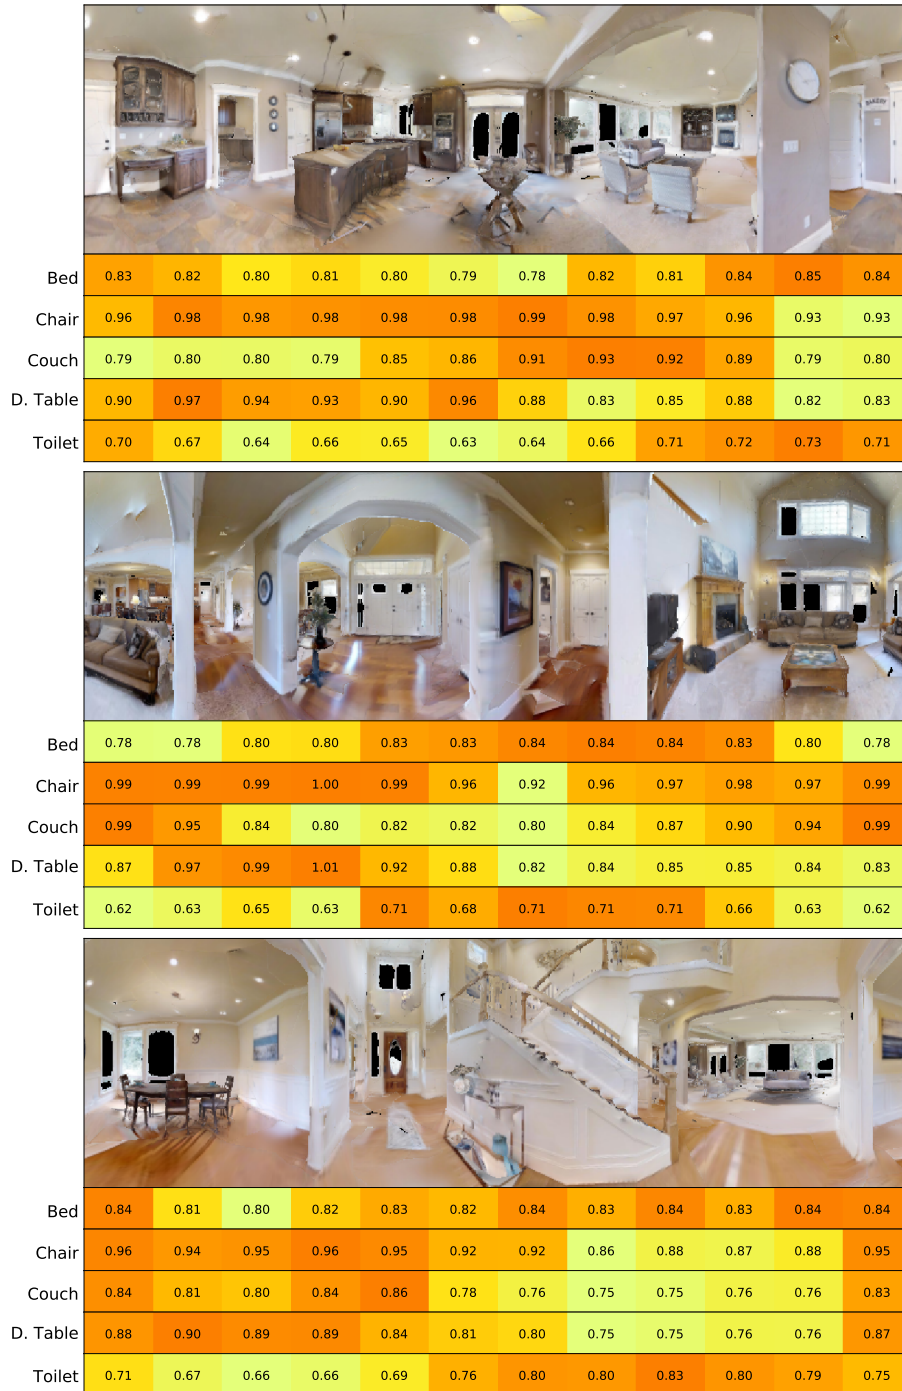 Bed 0.83 0.82 0.80 0.81 0.80 0.79 0.78 0.82 0.81 0.84 0.85 0.84
Chair 0.96 0.98 0.98 0.98 0.98 0.98 0.99 0.98 0.97 0.96 0.93 0.93
Couch 0.79 0.80 0.80 0.79 0.85 0.86 0.91 0.93 0.92 0.89 0.79 0.80
D. Table 0.90 0.97 0.94 0.93 0.90 0.96 0.88 0.83 0.85 0.88 0.82 0.83
Toilet 0.70 0.67 0.64 0.66 0.65 0.63 0.64 0.66 0.71 0.72 0.73 0.71
Bed 0.78 0.78 0.80 0.80 0.83 0.83 0.84 0.84 0.84 0.83 0.80 0.78
Chair 0.99 0.99 0.99 1.00 0.99 0.96 0.92 0.96 0.97 0.98 0.97 0.99
Couch 0.99 0.95 0.84 0.80 0.82 0.82 0.80 0.84 0.87 0.90 0.94 0.99
D. Table 0.87 0.97 0.99 1.01 0.92 0.88 0.82 0.84 0.85 0.85 0.84 0.83
Toilet 0.62 0.63 0.65 0.63 0.71 0.68 0.71 0.71 0.71 0.66 0.63 0.62
Bed 0.84 0.81 0.80 0.82 0.83 0.82 0.84 0.83 0.84 0.83 0.84 0.84
Chair 0.96 0.94 0.95 0.96 0.95 0.92 0.92 0.86 0.88 0.87 0.88 0.95
Couch 0.84 0.81 0.80 0.84 0.86 0.78 0.76 0.75 0.75 0.76 0.76 0.83
D. Table 0.88 0.90 0.89 0.89 0.84 0.81 0.80 0.75 0.75 0.76 0.76 0.87
Toilet 0.71 0.67 0.66 0.66 0.69 0.76 0.80 0.80 0.83 0.80 0.79 0.75